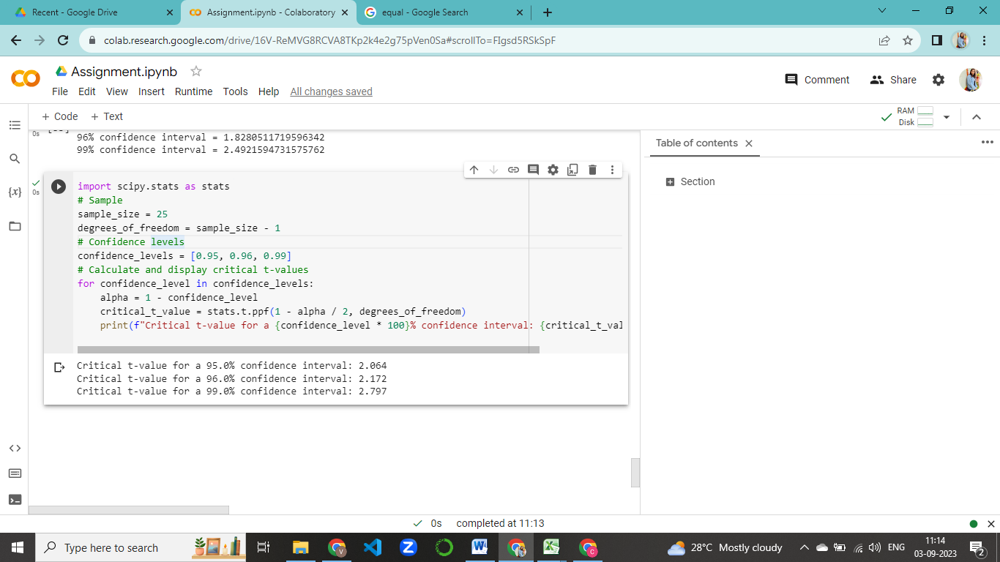 Recent - Google Drive
Assignment.ipynb - Colaboratory
equal - Google Search
colab.research.google.com/drive/16V-ReMVG8RCVA8TKp2k4e2g75pVen0Sa#scrollTo=FIgsd5RSkSpF
Assignment.ipynb
Comment
Share
File Edit View Insert Runtime Tools Help All changes saved
+ Code + Text
RAM
Disk
0s
96% confidence interval = 1.8280511719596342
99% confidence interval = 2.4921594731575762
Table of contents
Section
{x}
0s
import scipy.stats as stats
# Sample
sample_size = 25
degrees_of_freedom = sample_size - 1
# Confidence levels
confidence_levels = [0.95, 0.96, 0.99]
# Calculate and display critical t-values
for confidence_level in confidence_levels:
    alpha = 1 - confidence_level
    critical_t_value = stats.t.ppf(1 - alpha / 2, degrees_of_freedom)
    print(f"Critical t-value for a {confidence_level * 100}% confidence interval: {critical_t_val
Critical t-value for a 95.0% confidence interval: 2.064
Critical t-value for a 96.0% confidence interval: 2.172
Critical t-value for a 99.0% confidence interval: 2.797
0s completed at 11:13
Type here to search
28°C Mostly cloudy
ENG
11:14
03-09-2023
2